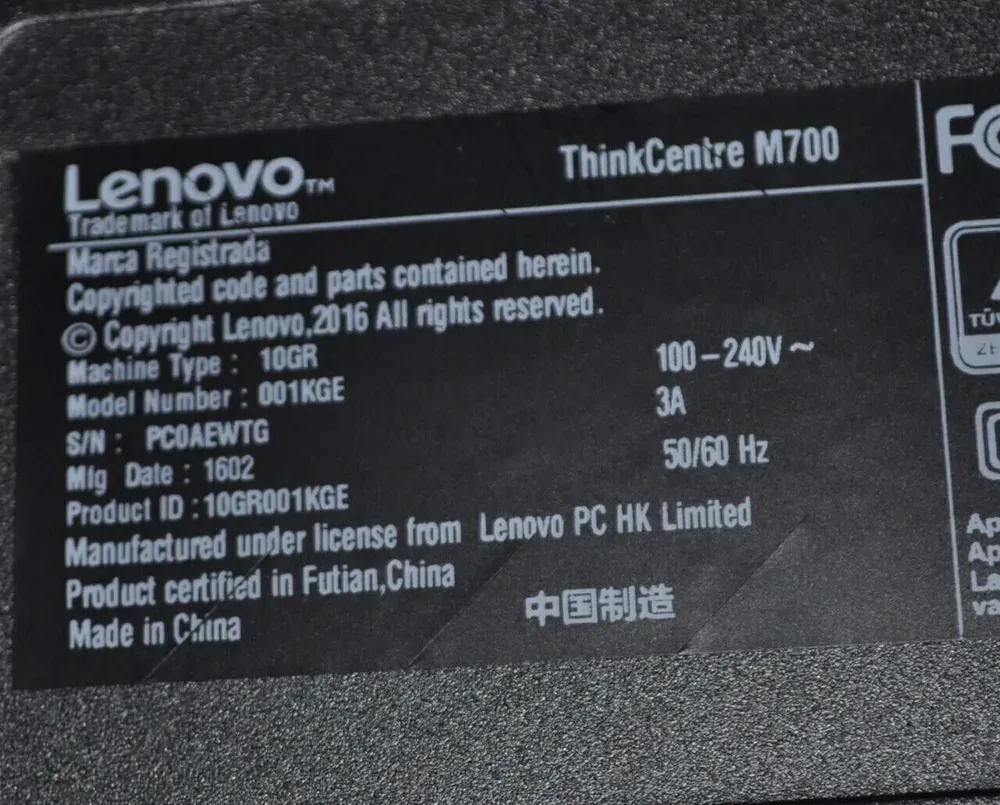 Lenovo™ ThinkCentre M700
Trademark of Lenovo
Marca Registrada
Copyrighted code and parts contained herein.
© Copyright Lenovo,2016 All rights reserved.
Machine Type : 10GR 100-240V ~
Model Number : 001KGE 3A
S/N : PC0AEWTG 50/60 Hz
Mfg Date : 1602
Product ID :10GR001KGE
Manufactured under license from Lenovo PC HK Limited
Product certified in Futian,China
Made in China 中国制造
TÜV